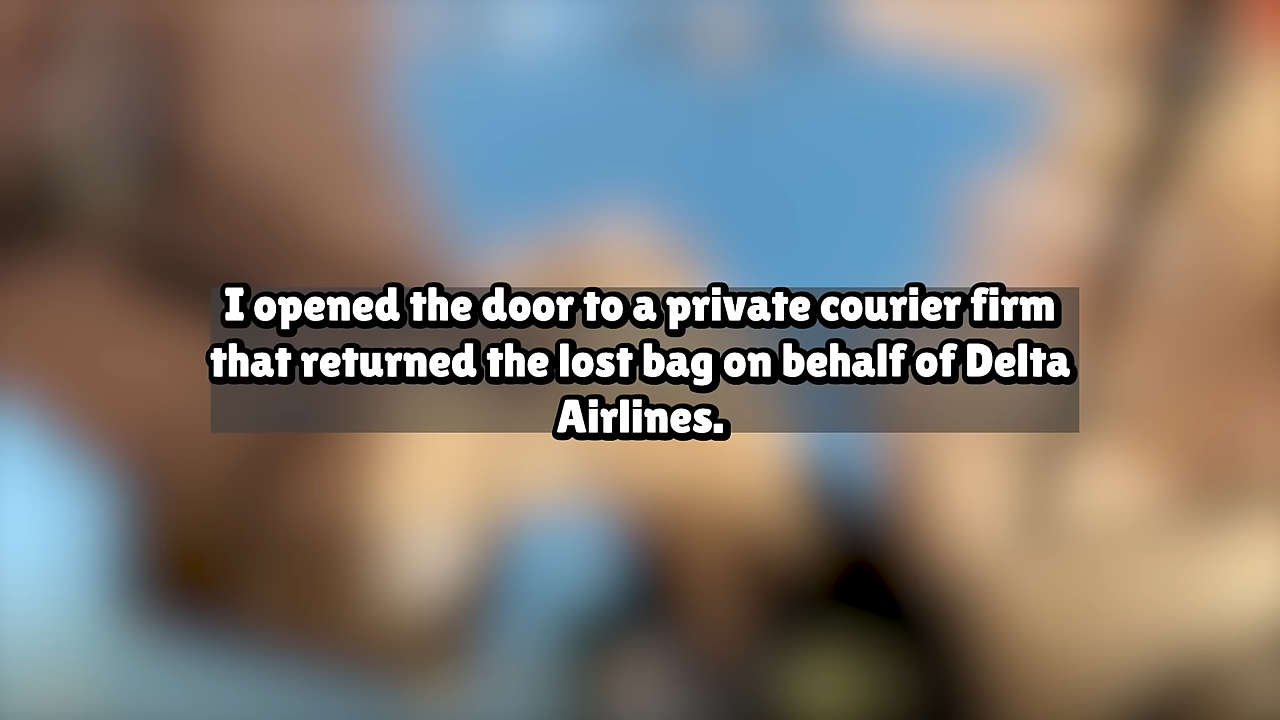 I opened the door to a private courier firm
that returned the lost bag on behalf of Delta
Airlines.